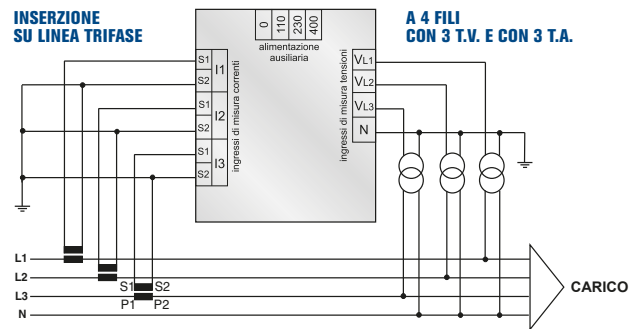 INSERZIONE
SU LINEA TRIFASE
A 4 FILI
CON 3 T.V. E CON 3 T.A.
0 110 230 400
alimentazione
ausiliaria
S1
S2
I1
S1
S2
I2
S1
S2
I3
ingressi di misura correnti
ingressi di misura tensioni
VL1
VL2
VL3
N
L1
L2
L3
N
S1 S2
P1 P2
CARICO